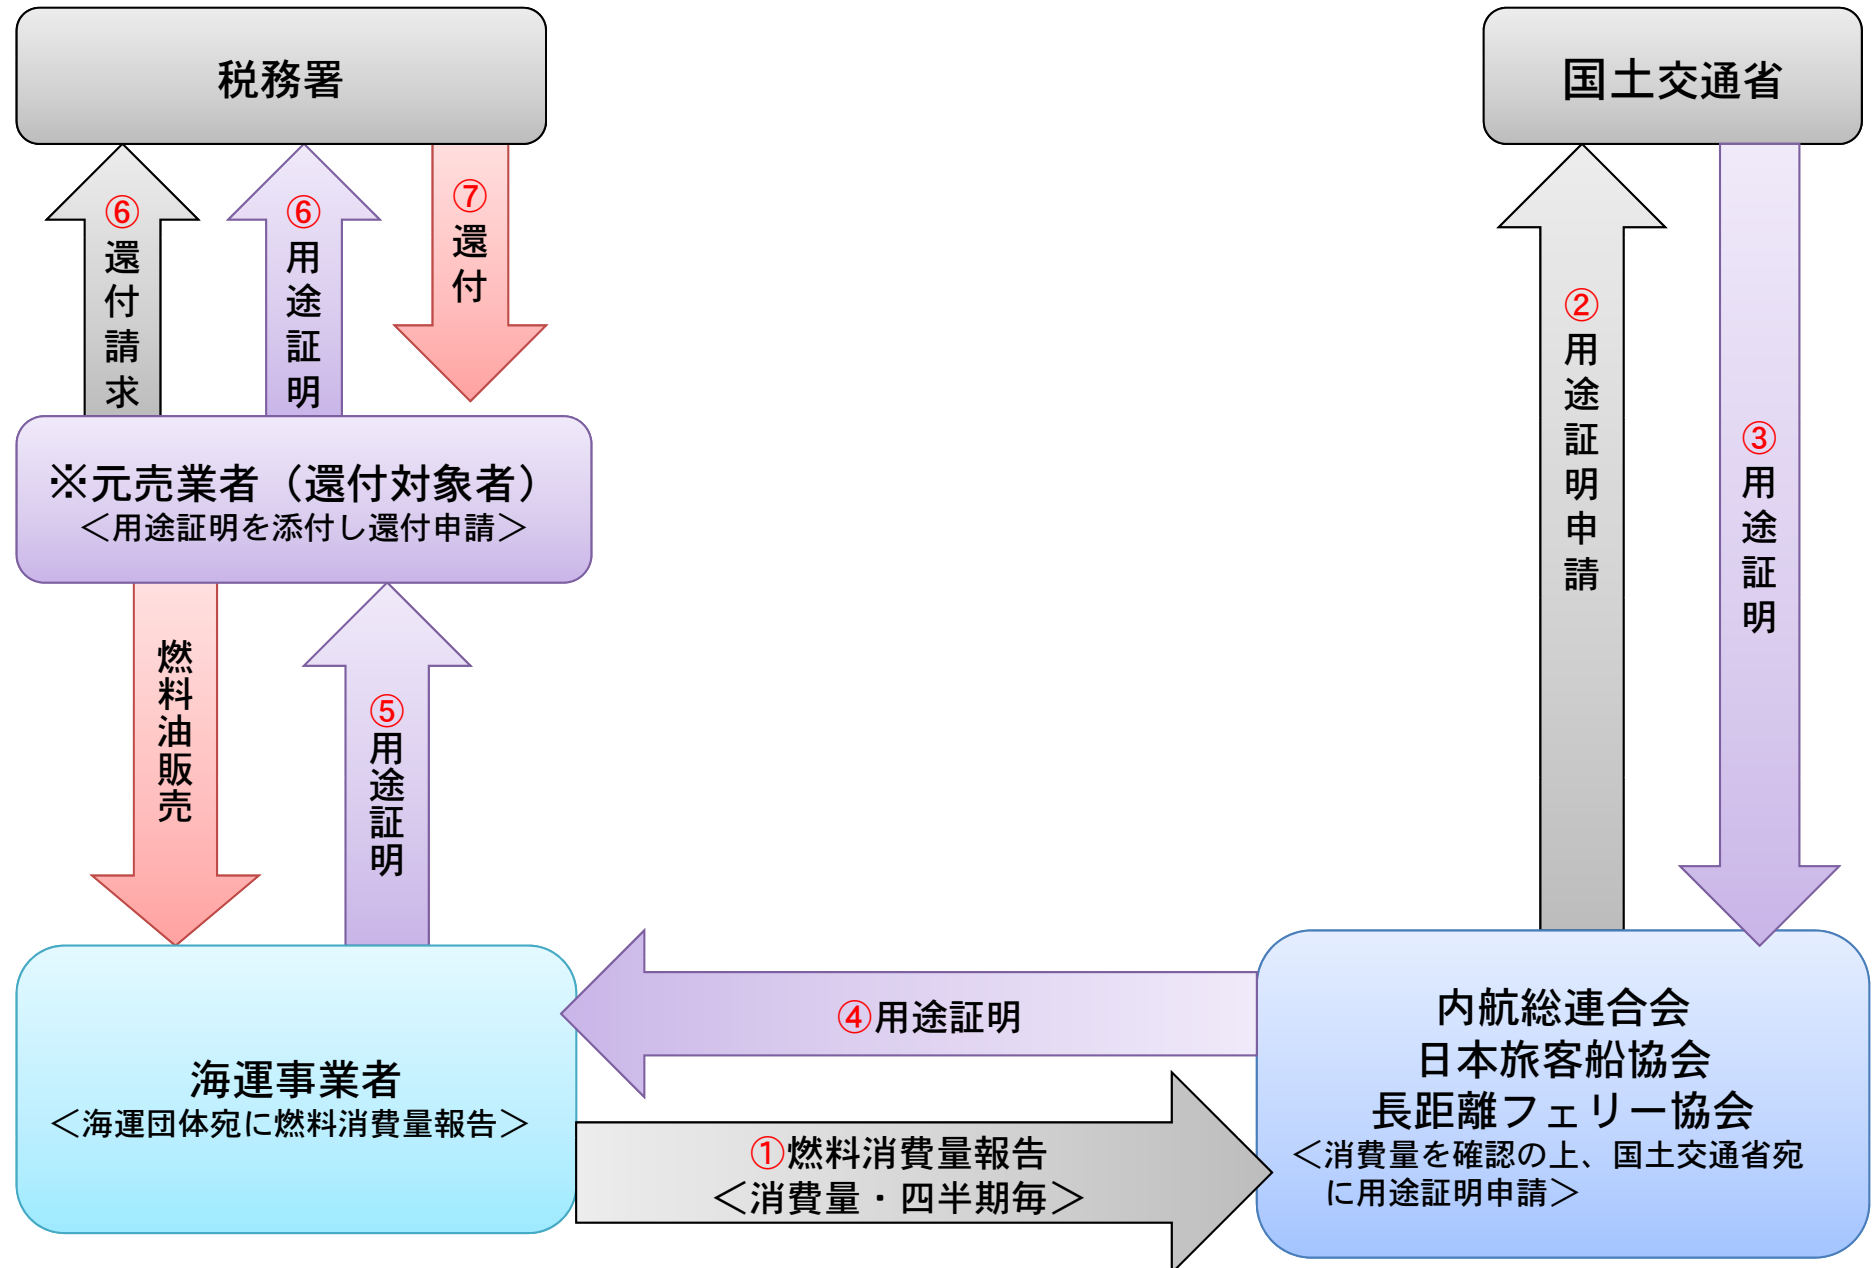 税務署
国土交通省
⑥還付請求
⑥用途証明
⑦還付
②用途証明申請
③用途証明
※元売業者（還付対象者）
＜用途証明を添付し還付申請＞
燃料油販売
⑤用途証明
④用途証明
海運事業者
＜海運団体宛に燃料消費量報告＞
①燃料消費量報告
＜消費量・四半期毎＞
内航総連合会
日本旅客船協会
長距離フェリー協会
＜消費量を確認の上、国土交通省宛
に用途証明申請＞